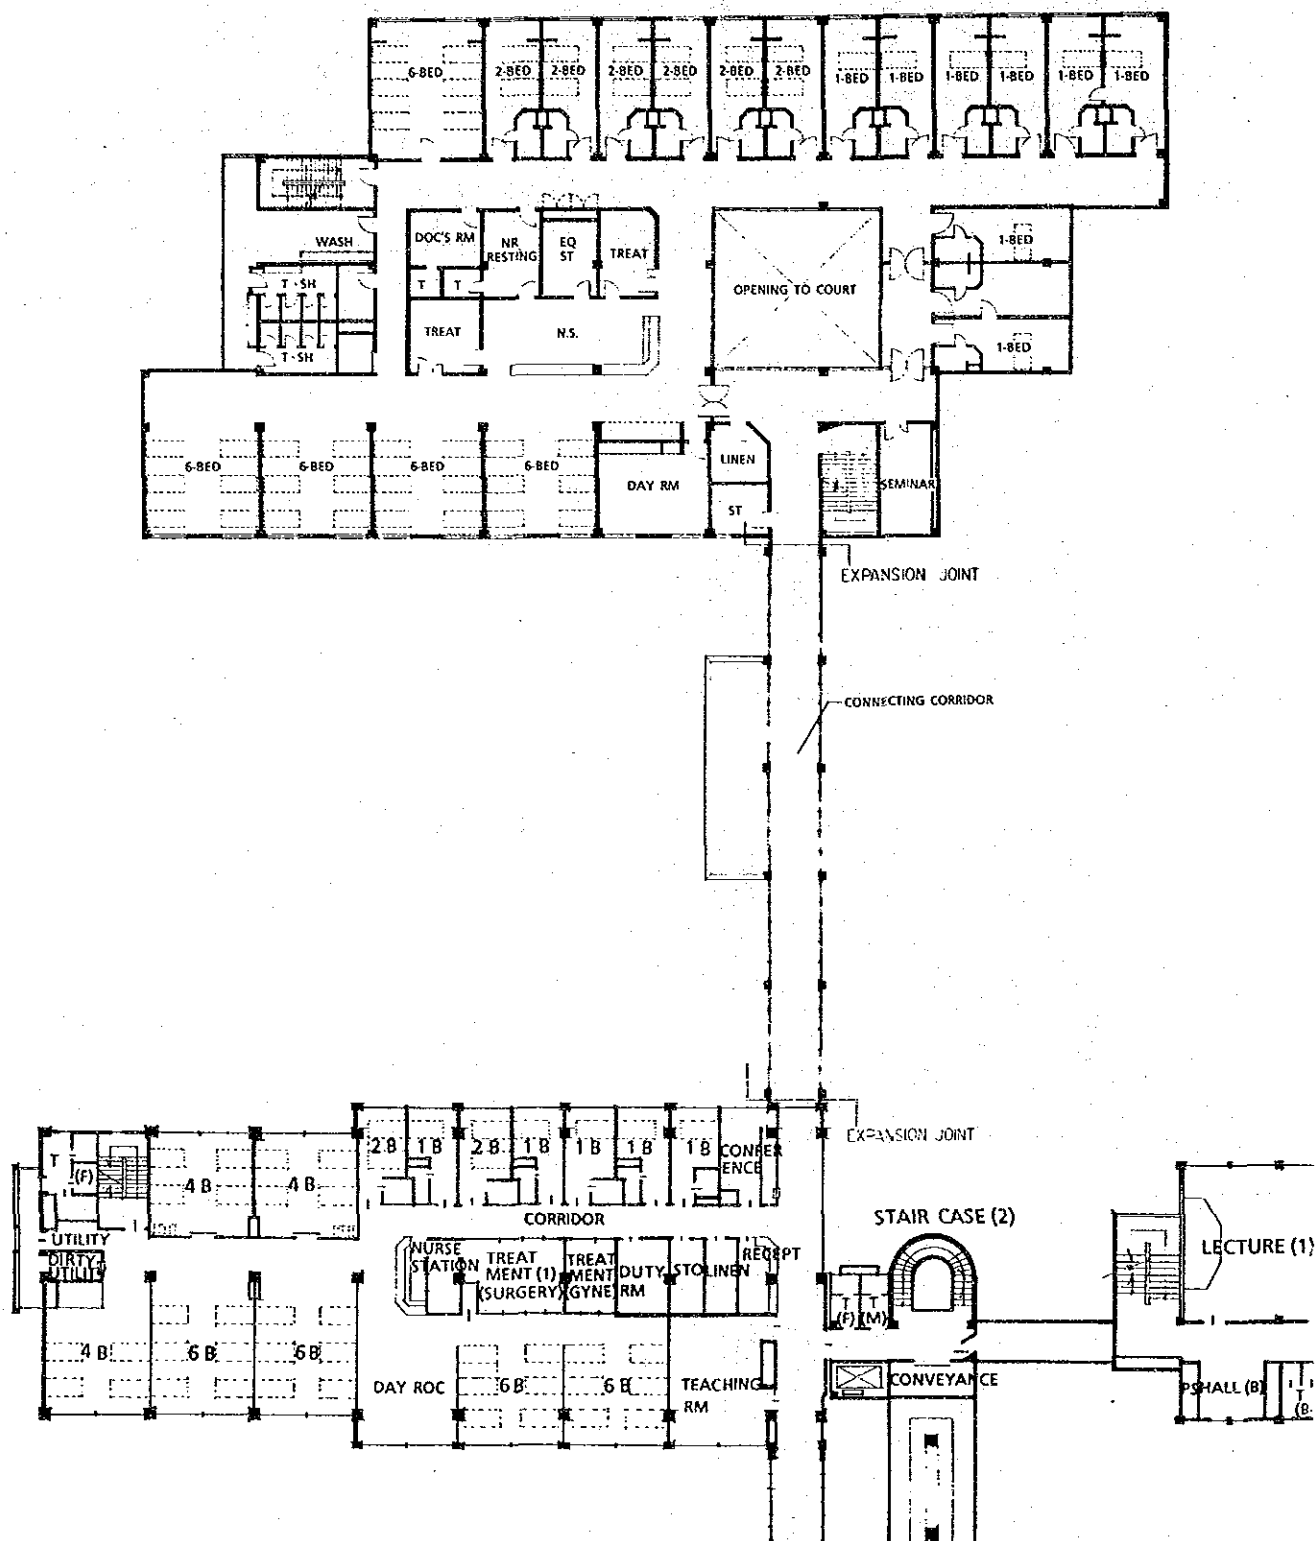 6-BED
2-BED
2-BED
2-BED
2-BED
2-BED
2-BED
1-BED
1-BED
1-BED
1-BED
1-BED
1-BED
WASH
DOC'S RM
NR
RESTING
EQ
ST
TREAT
OPENING TO COURT
1-BED
T - SH
T
T
TREAT
N.S.
T - SH
1-BED
6-BED
6-BED
6-BED
6-BED
DAY RM
LINEN
ST
SEMINAR
EXPANSION JOINT
CONNECTING CORRIDOR
EXPANSION JOINT
2 B
1 B
2 B
1 B
1 B
1 B
1 B
CONFER
ENCE
T
(F)
4 B
4 B
CORRIDOR
STAIR CASE (2)
UTILITY
DIRTY
UTILITY
NURSE
STATION
TREAT
MENT (1)
(SURGERY)
TREAT
MENT
(GYNE)
DUTY
RM
STO
LINEN
RECEPT
LECTURE (1)
T
(F)
T
(M)
4 B
6 B
6 B
DAY ROC
6 B
6 B
TEACHING
RM
CONVEYANCE
PS
HALL (B)
T
(B-